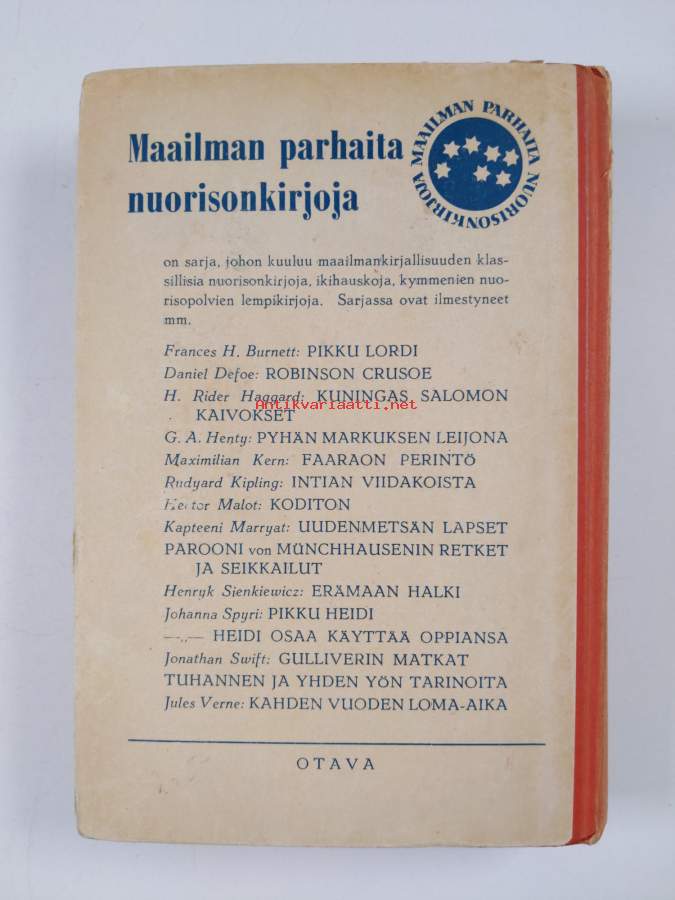 Maailman parhaita
nuorisonkirjoja
MAAILMAN PARHAITA NUORISONKIRJOJA
on sarja, johon kuuluu maailmankirjallisuuden klas-
sillisia nuorisonkirjoja, ikihauskoja, kymmenien nuo-
risopolvien lempikirjoja. Sarjassa ovat ilmestyneet
mm.
Frances H. Burnett: PIKKU LORDI
Daniel Defoe: ROBINSON CRUSOE
H. Rider Haggard: KUNINGAS SALOMON
KAIVOKSET
Antikvariaatti.net
G. A. Henty: PYHÄN MARKUKSEN LEIJONA
Maximilian Kern: FAARAON PERINTÖ
Rudyard Kipling: INTIAN VIIDAKOISTA
Hector Malot: KODITON
Kapteeni Marryat: UUDENMETSÄN LAPSET
PAROONI von MÜNCHHAUSENIN RETKET
JA SEIKKAILUT
Henryk Sienkiewicz: ERÄMAAN HALKI
Johanna Spyri: PIKKU HEIDI
—„— HEIDI OSAA KÄYTTÄÄ OPPIANSA
Jonathan Swift: GULLIVERIN MATKAT
TUHANNEN JA YHDEN YÖN TARINOITA
Jules Verne: KAHDEN VUODEN LOMA-AIKA
OTAVA